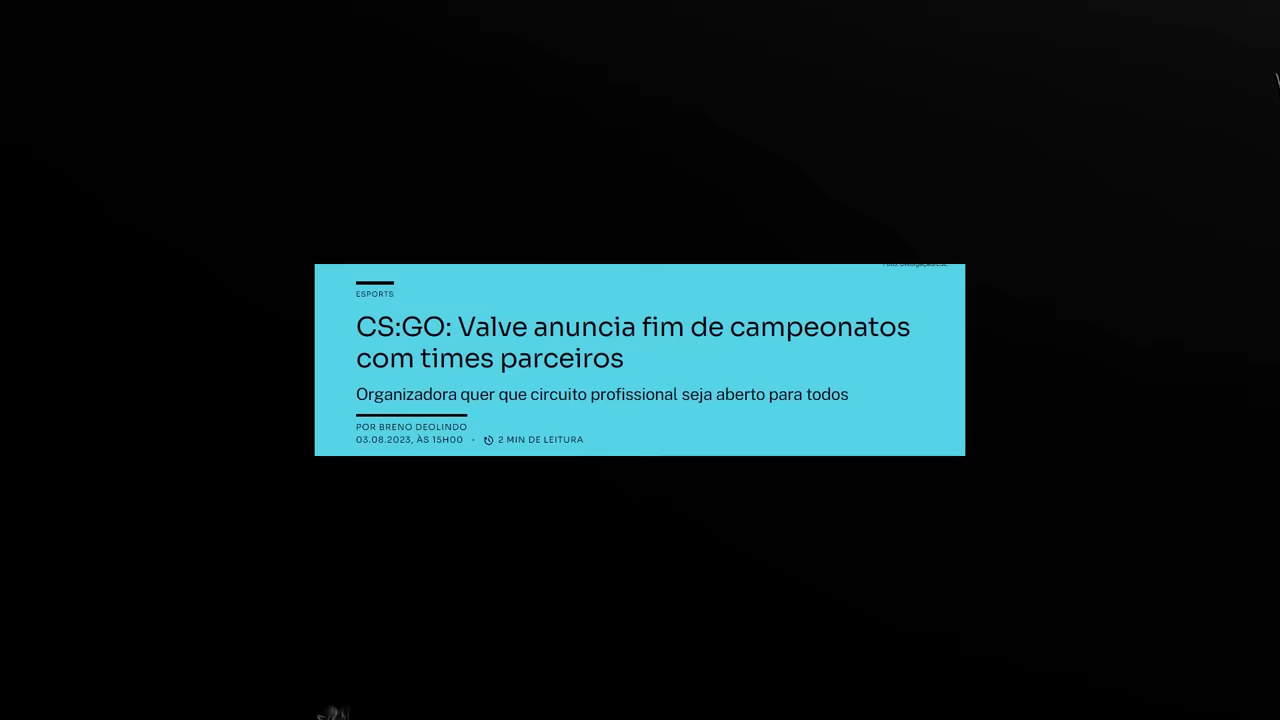 ESPORTS
CS:GO: Valve anuncia fim de campeonatos
com times parceiros
Organizadora quer que circuito profissional seja aberto para todos
POR BRENO DEOLINDO
03.08.2023, ÀS 15H00 · 2 MIN DE LEITURA